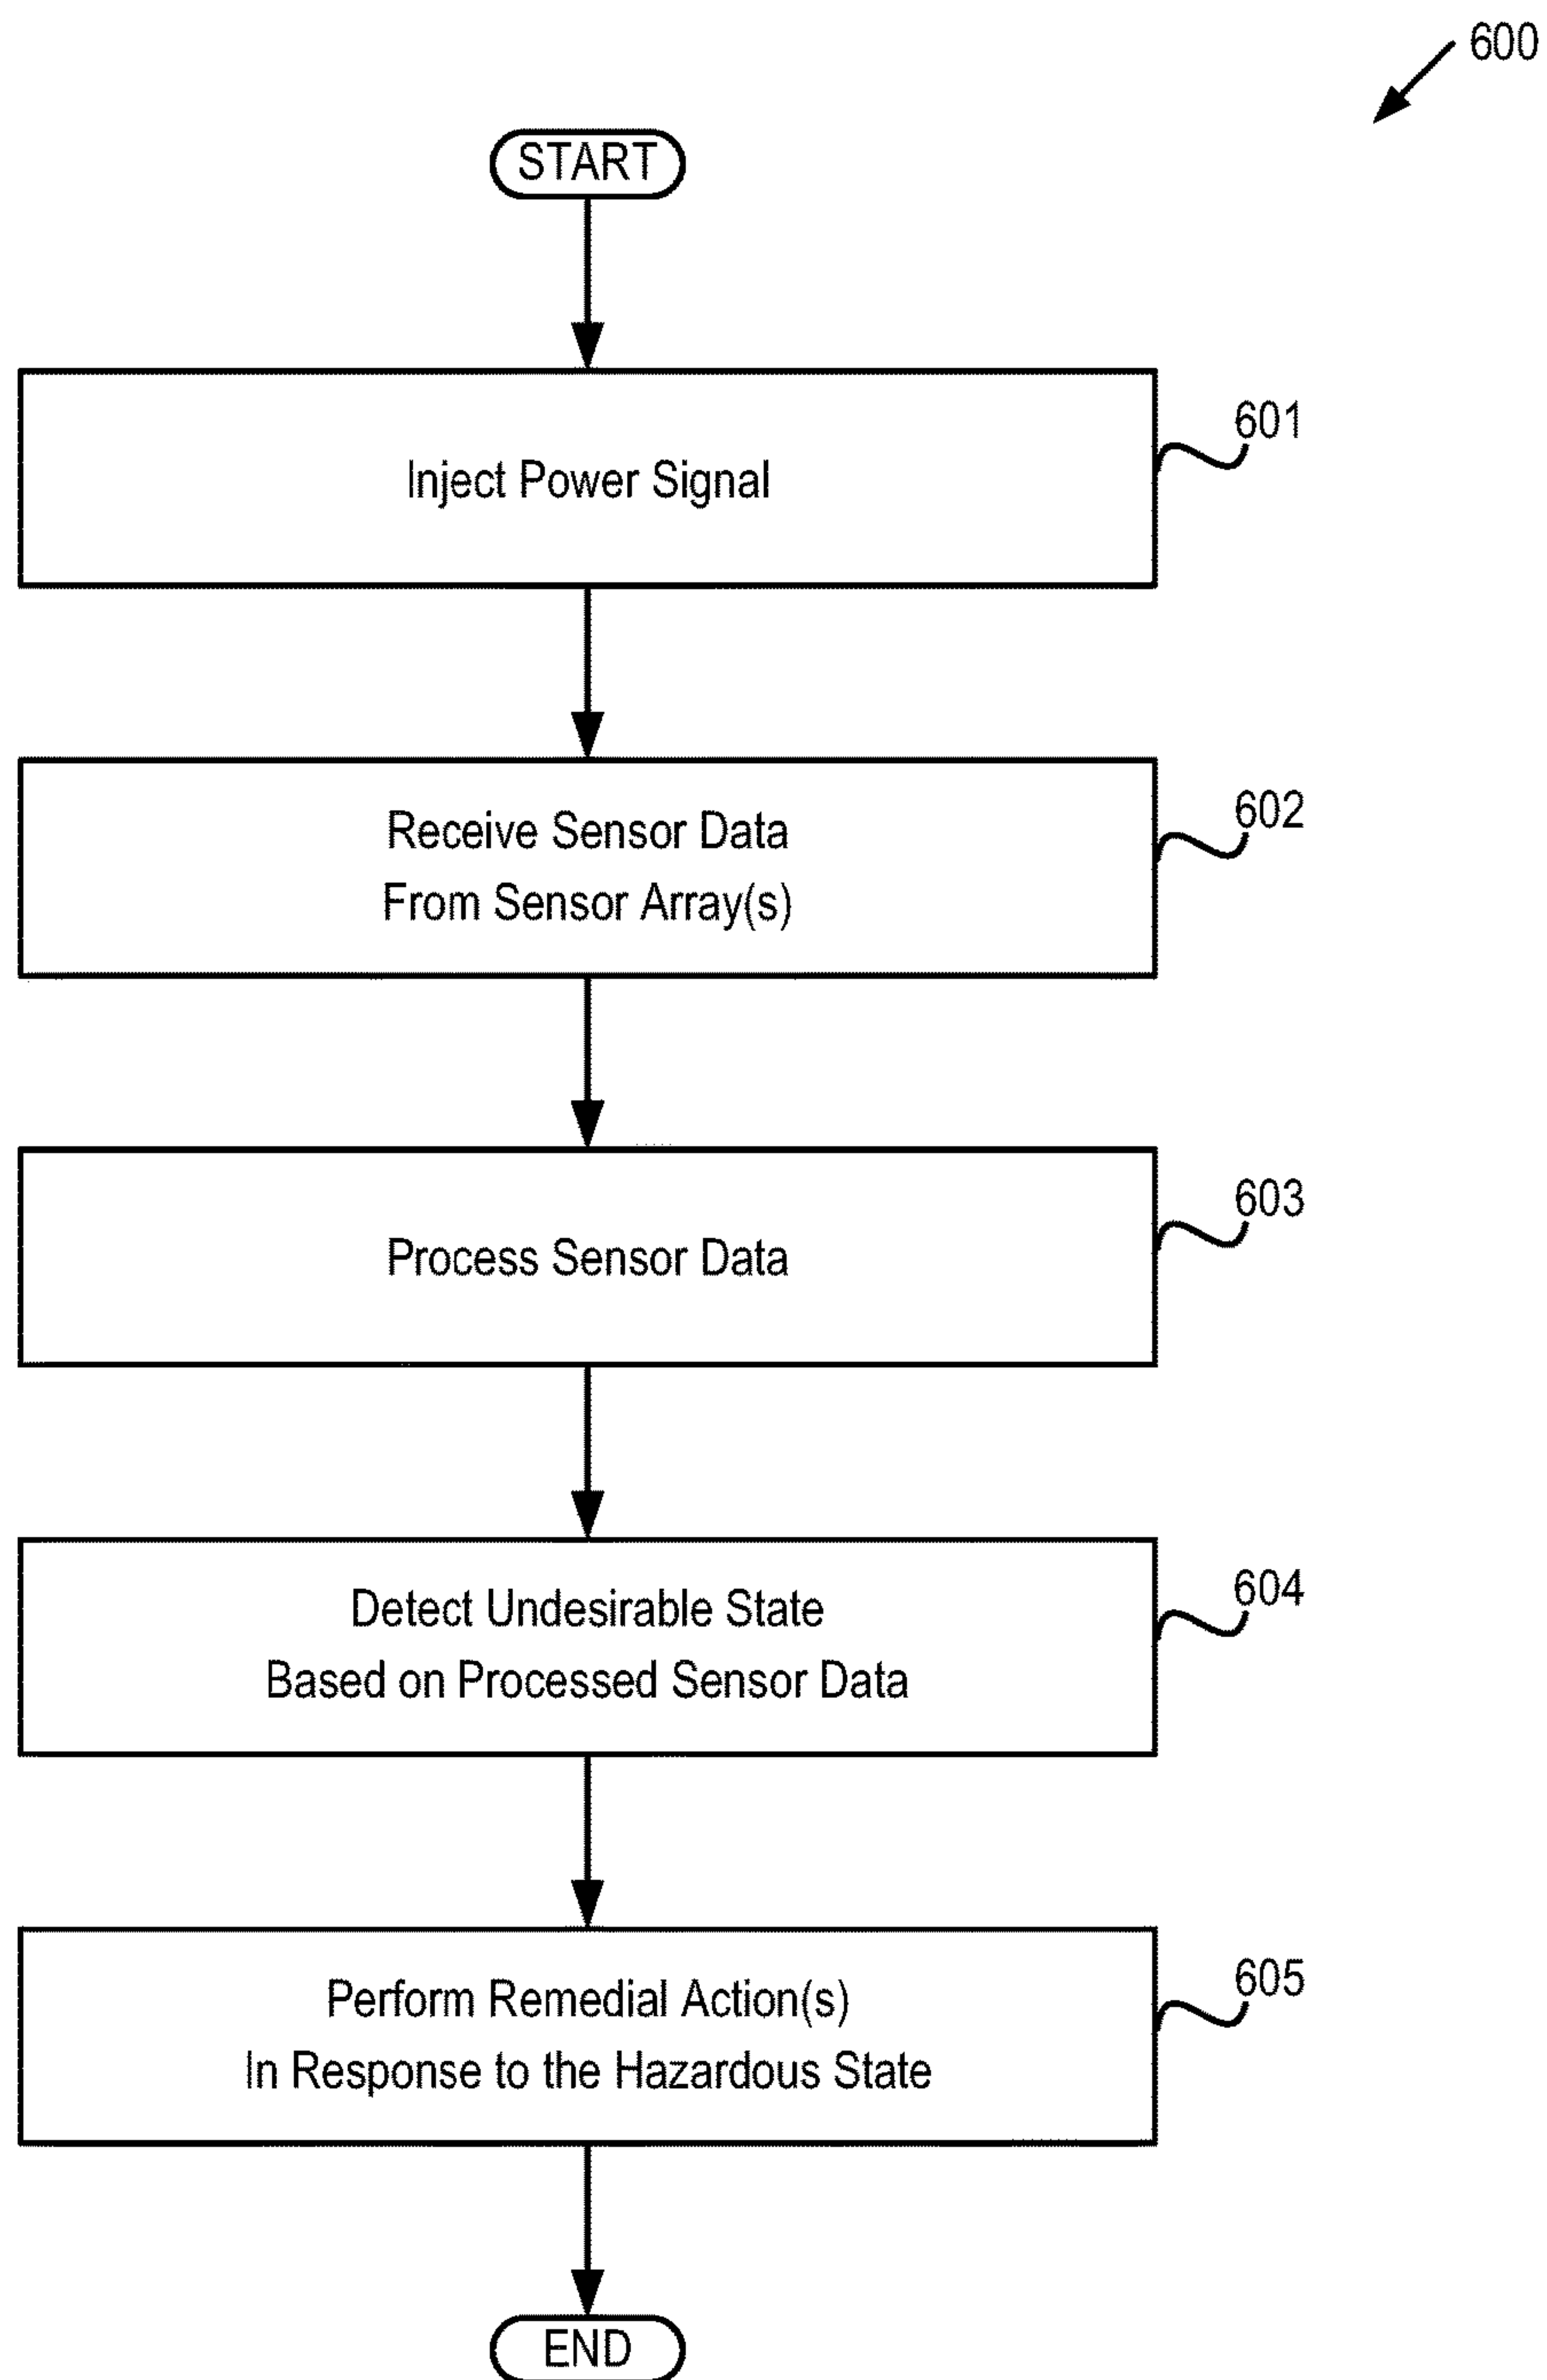 600
START
Inject Power Signal
601
Receive Sensor Data
From Sensor Array(s)
602
Process Sensor Data
603
Detect Undesirable State
Based on Processed Sensor Data
604
Perform Remedial Action(s)
In Response to the Hazardous State
605
END